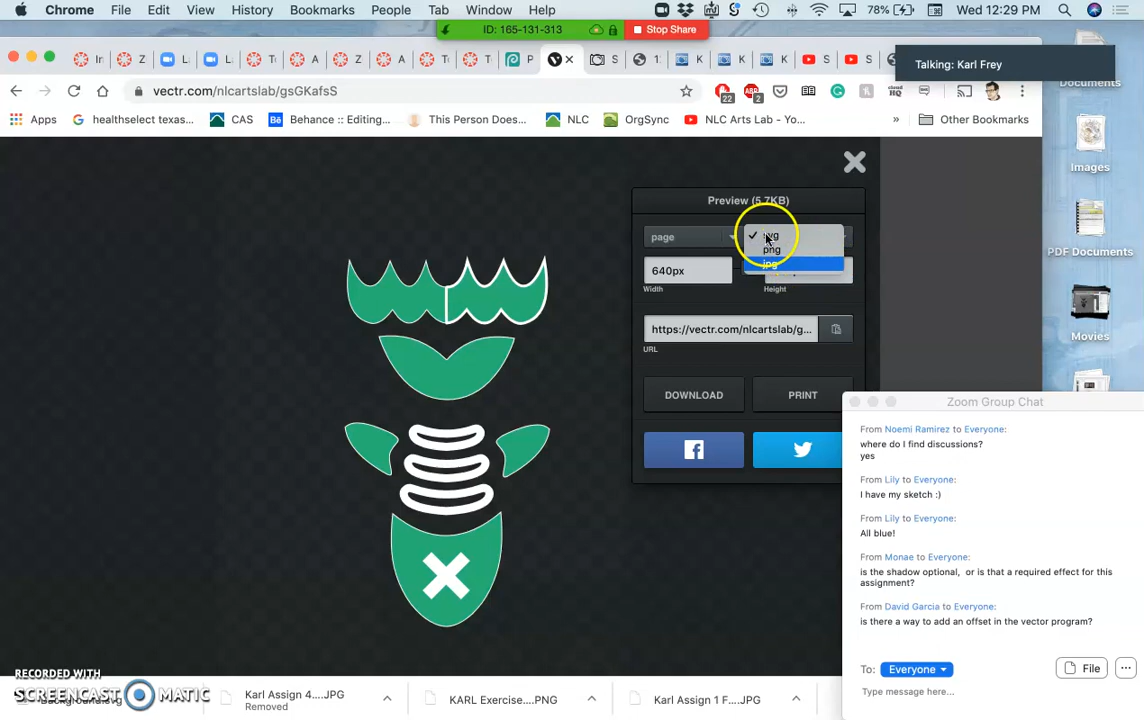 Chrome File Edit View History Bookmarks People Tab Window Help 78% Wed 12:29 PM
ID: 165-131-313 Stop Share
Talking: Karl Frey
vectr.com/nlcartslab/gsGKafsS
22 2
Apps healthselect texas... CAS Behance :: Editing... This Person Does... NLC OrgSync NLC Arts Lab - Yo... » Other Bookmarks
Documents
Images
PDF Documents
Movies
Preview (5.7KB)
page svg
png
jpg
640px
Width Height
https://vectr.com/nlcartslab/g...
URL
DOWNLOAD PRINT
Zoom Group Chat
From Noemi Ramirez to Everyone:
where do I find discussions?
yes
From Lily to Everyone:
I have my sketch :)
From Lily to Everyone:
All blue!
From Monae to Everyone:
is the shadow optional, or is that a required effect for this
assignment?
From David Garcia to Everyone:
is there a way to add an offset in the vector program?
To: Everyone File
Type message here...
RECORDED WITH
SCREENCAST MATIC
Background.svg
Karl Assign 4....JPG
Removed
KARL Exercise....PNG
Karl Assign 1 F....JPG